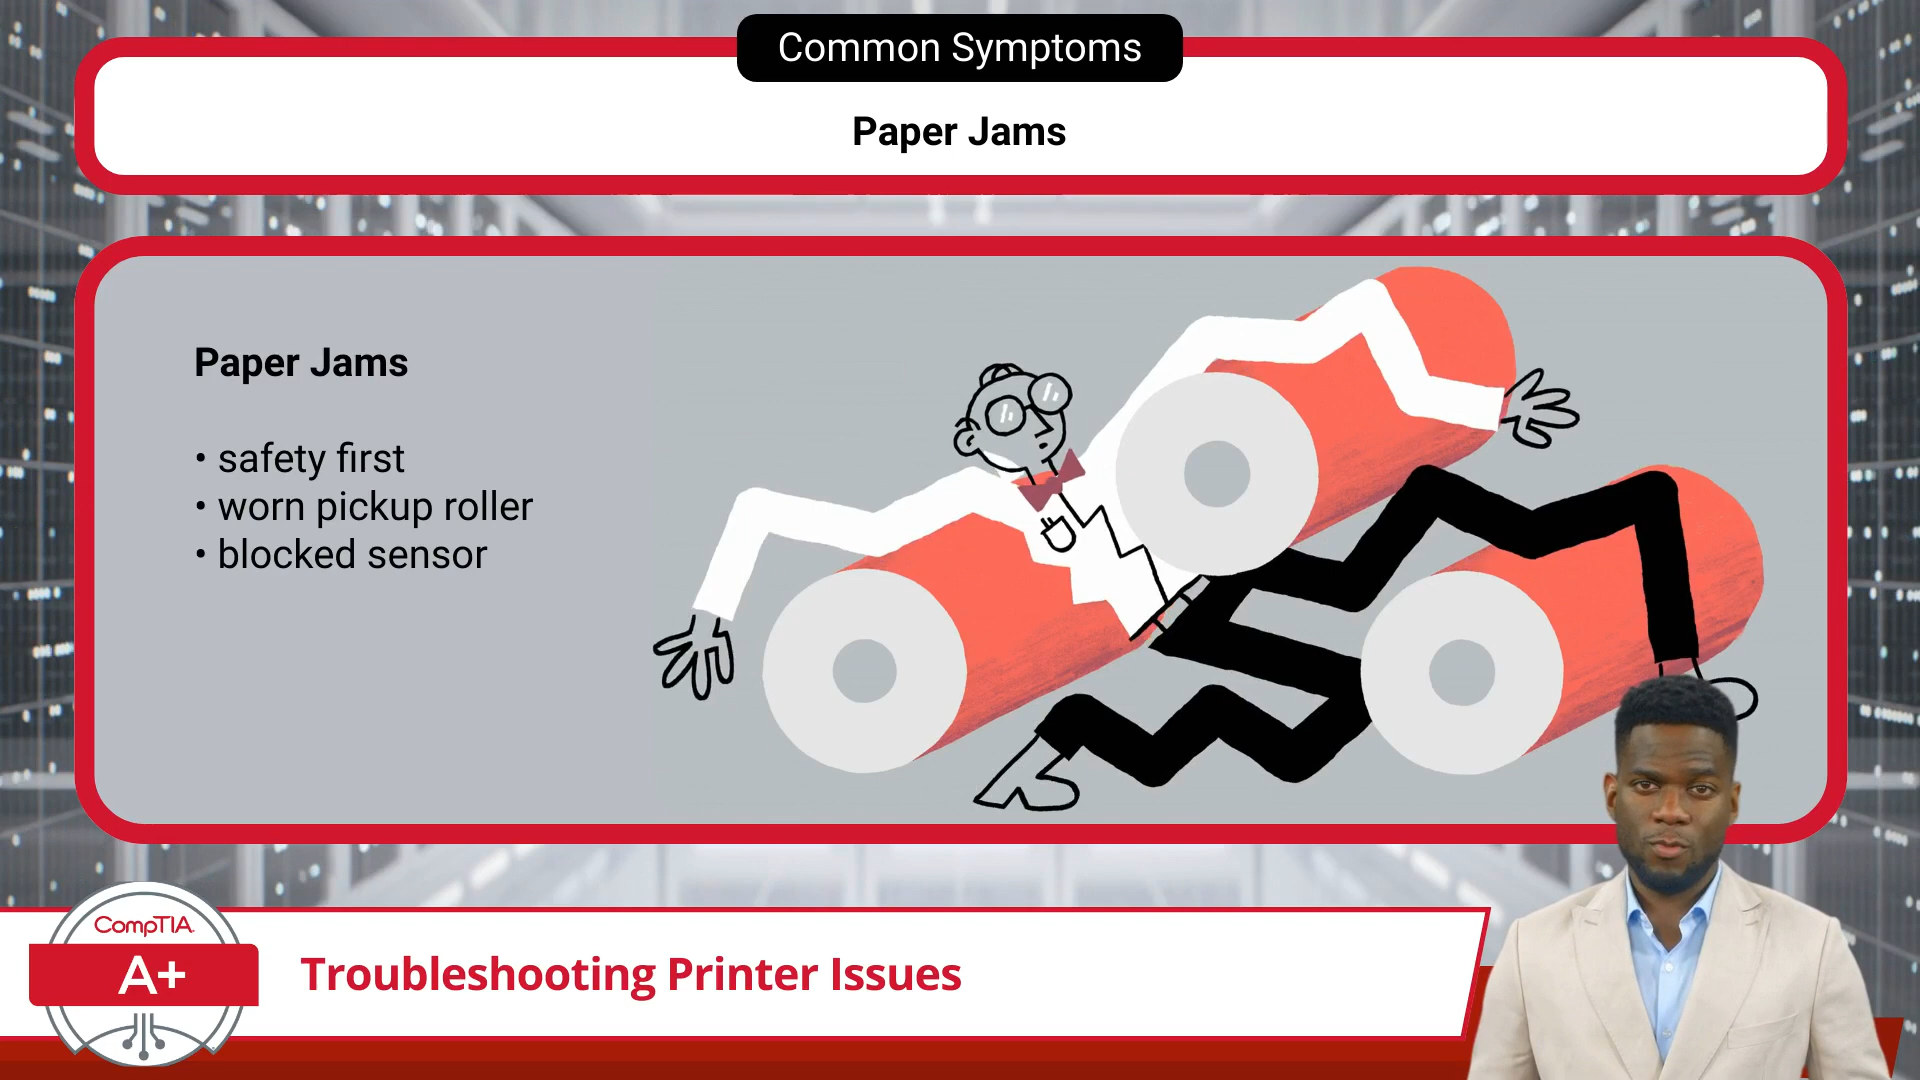 Common Symptoms
Paper Jams
Paper Jams
• safety first
• worn pickup roller
• blocked sensor
CompTIA
A+
Troubleshooting Printer Issues